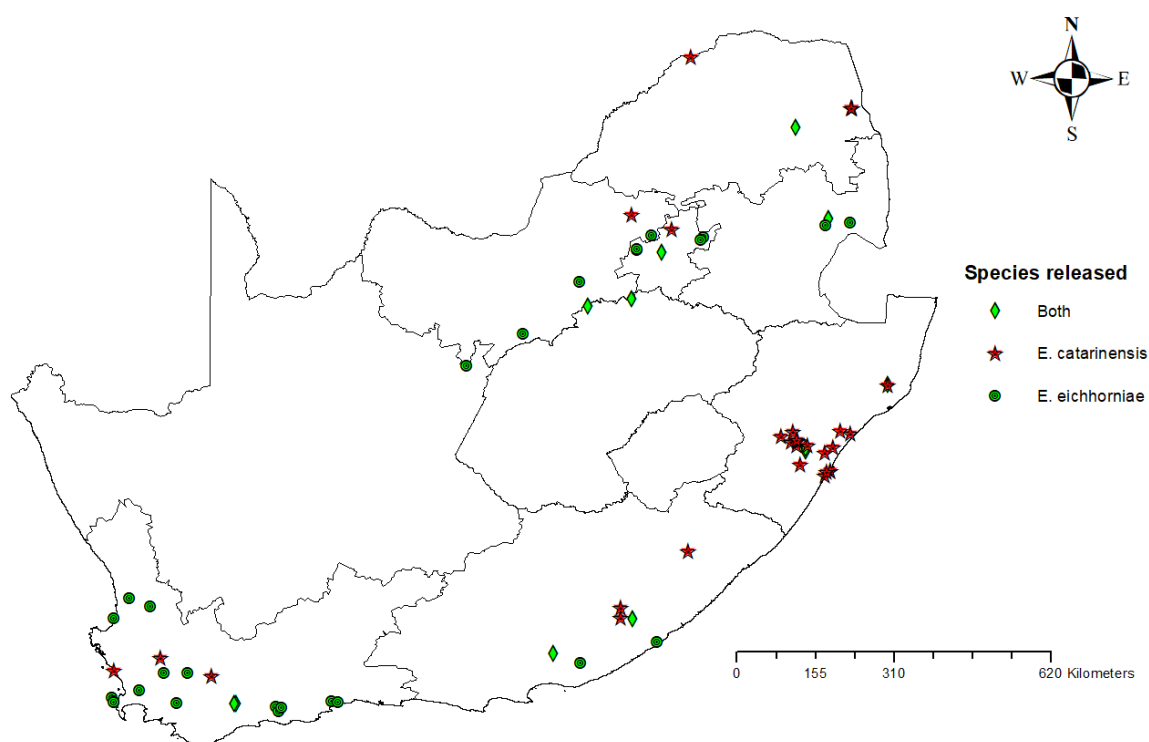 N
W E
S
Species released
Both
E. catarinensis
E. eichhorniae
0 155 310 620 Kilometers